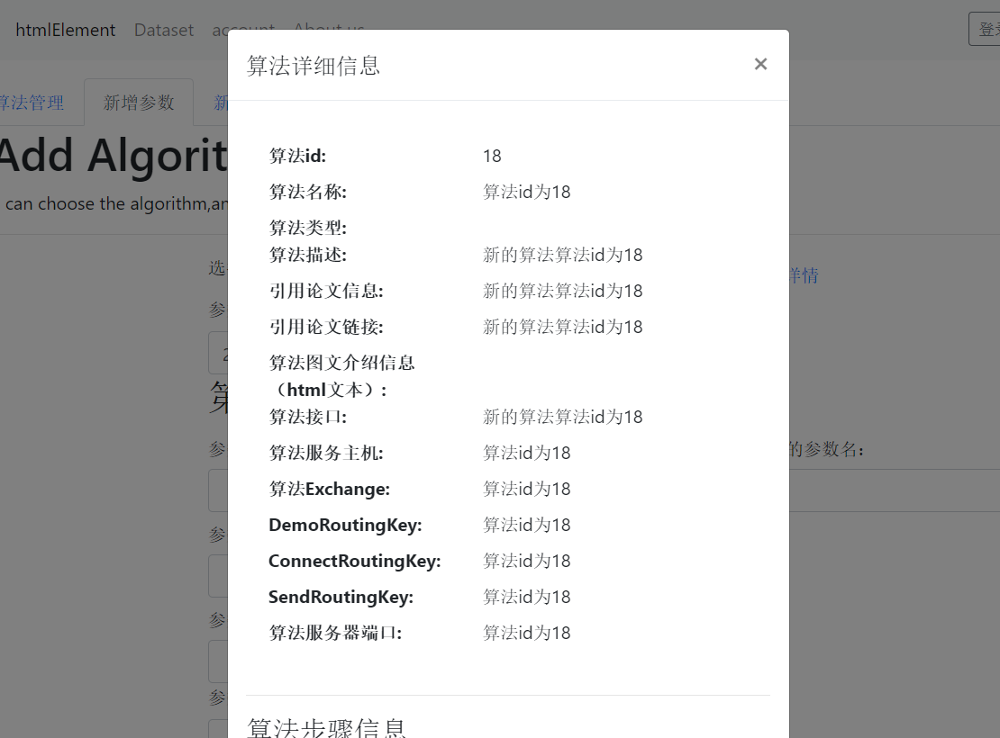 htmlElement Dataset account About us 登录
算法详细信息 ×
算法管理 新增参数 新
Add Algorit
can choose the algorithm,an
算法id: 18
算法名称: 算法id为18
算法类型:
算法描述: 新的算法算法id为18
选 详情
引用论文信息: 新的算法算法id为18
参
引用论文链接: 新的算法算法id为18
2
算法图文介绍信息
（html文本）:
第
算法接口: 新的算法算法id为18
算法服务主机: 算法id为18
参 的参数名:
算法Exchange: 算法id为18
DemoRoutingKey: 算法id为18
参
ConnectRoutingKey: 算法id为18
SendRoutingKey: 算法id为18
参
算法服务器端口: 算法id为18
参
算法步骤信息